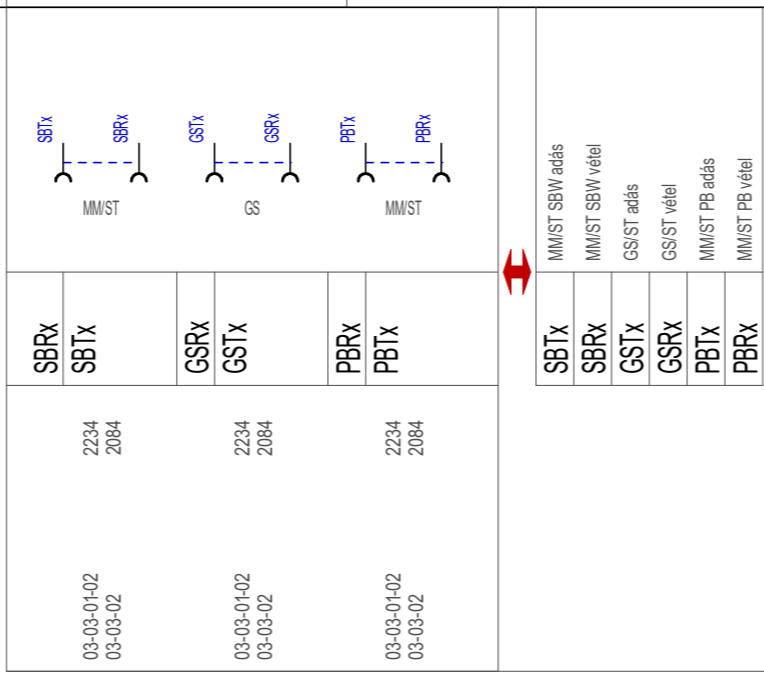 SBTx
SBRx
GSTx
GSRx
PBTx
PBRx
MM/ST
GS
MM/ST
MM/ST SBW adás
MM/ST SBW vétel
GS/ST adás
GS/ST vétel
MM/ST PB adás
MM/ST PB vétel
SBRx
SBTx
GSRx
GSTx
PBRx
PBTx
SBTx
SBRx
GSTx
GSRx
PBTx
PBRx
2234
2084
2234
2084
2234
2084
03-03-01-02
03-03-02
03-03-01-02
03-03-02
03-03-01-02
03-03-02